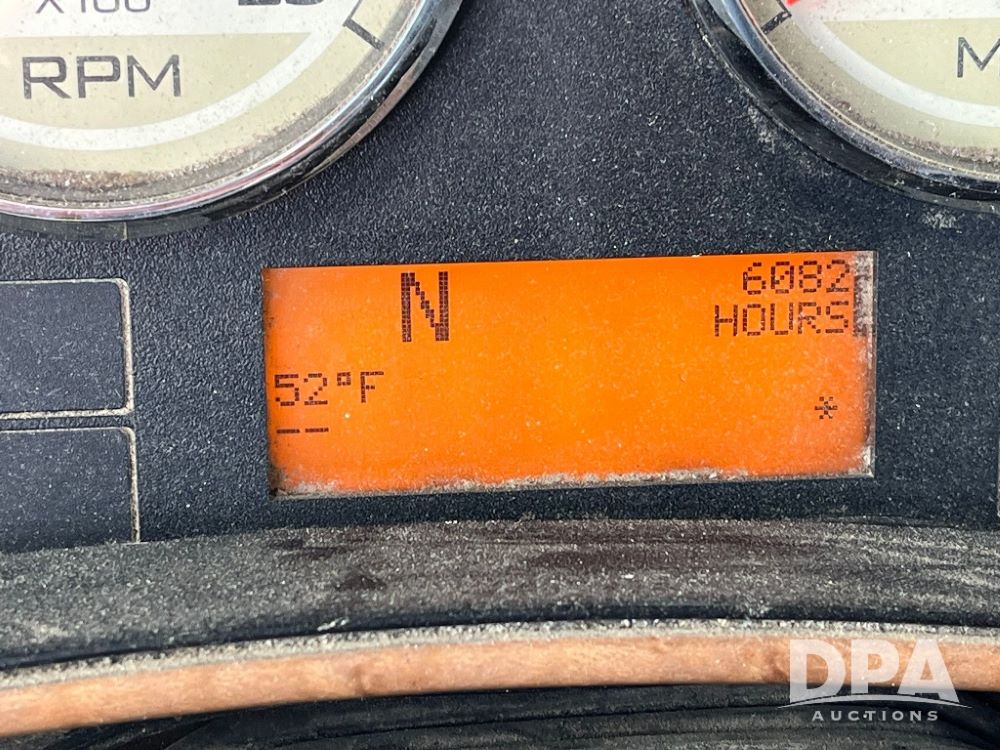 X100
RPM
M
N
6082
HOURS
52°F
--
*
DPA
AUCTIONS